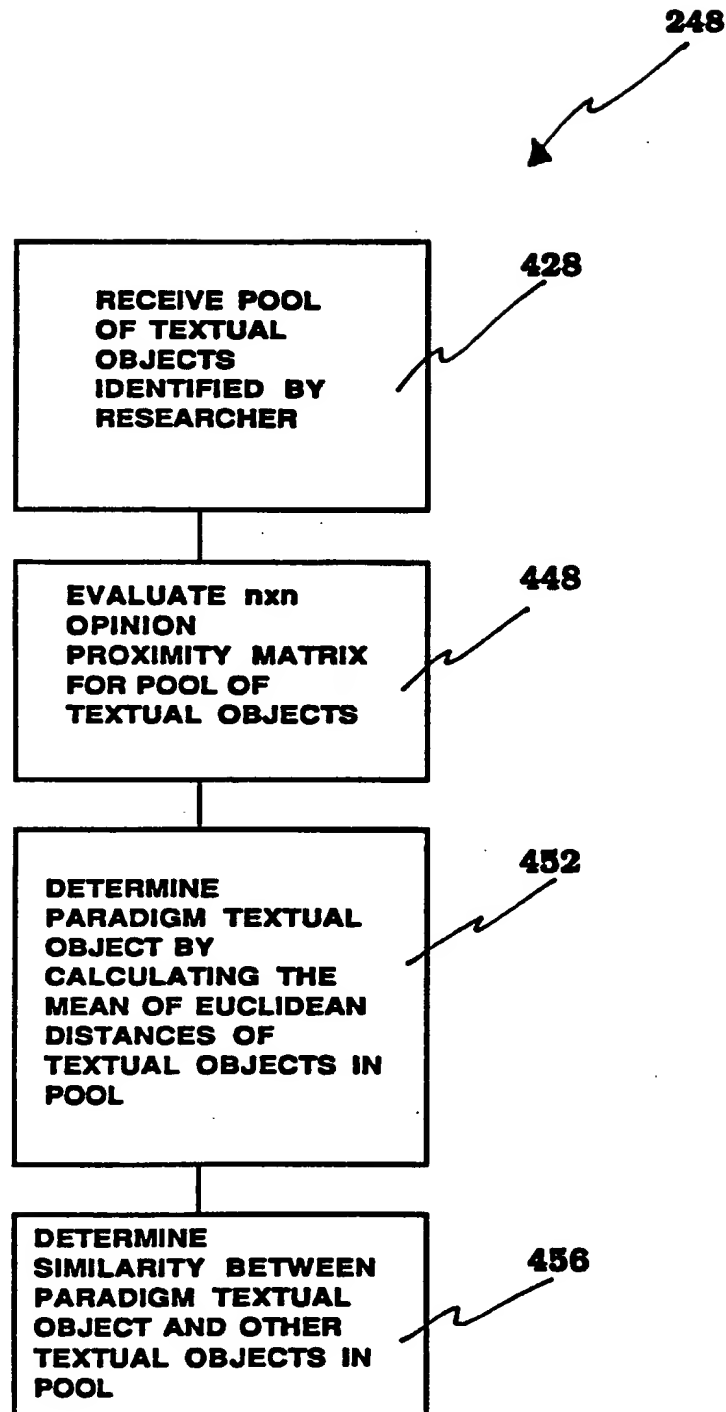 248
428
RECEIVE POOL
OF TEXTUAL
OBJECTS
IDENTIFIED BY
RESEARCHER
448
EVALUATE nxn
OPINION
PROXIMITY MATRIX
FOR POOL OF
TEXTUAL OBJECTS
452
DETERMINE
PARADIGM TEXTUAL
OBJECT BY
CALCULATING THE
MEAN OF EUCLIDEAN
DISTANCES OF
TEXTUAL OBJECTS IN
POOL
456
DETERMINE
SIMILARITY BETWEEN
PARADIGM TEXTUAL
OBJECT AND OTHER
TEXTUAL OBJECTS IN
POOL